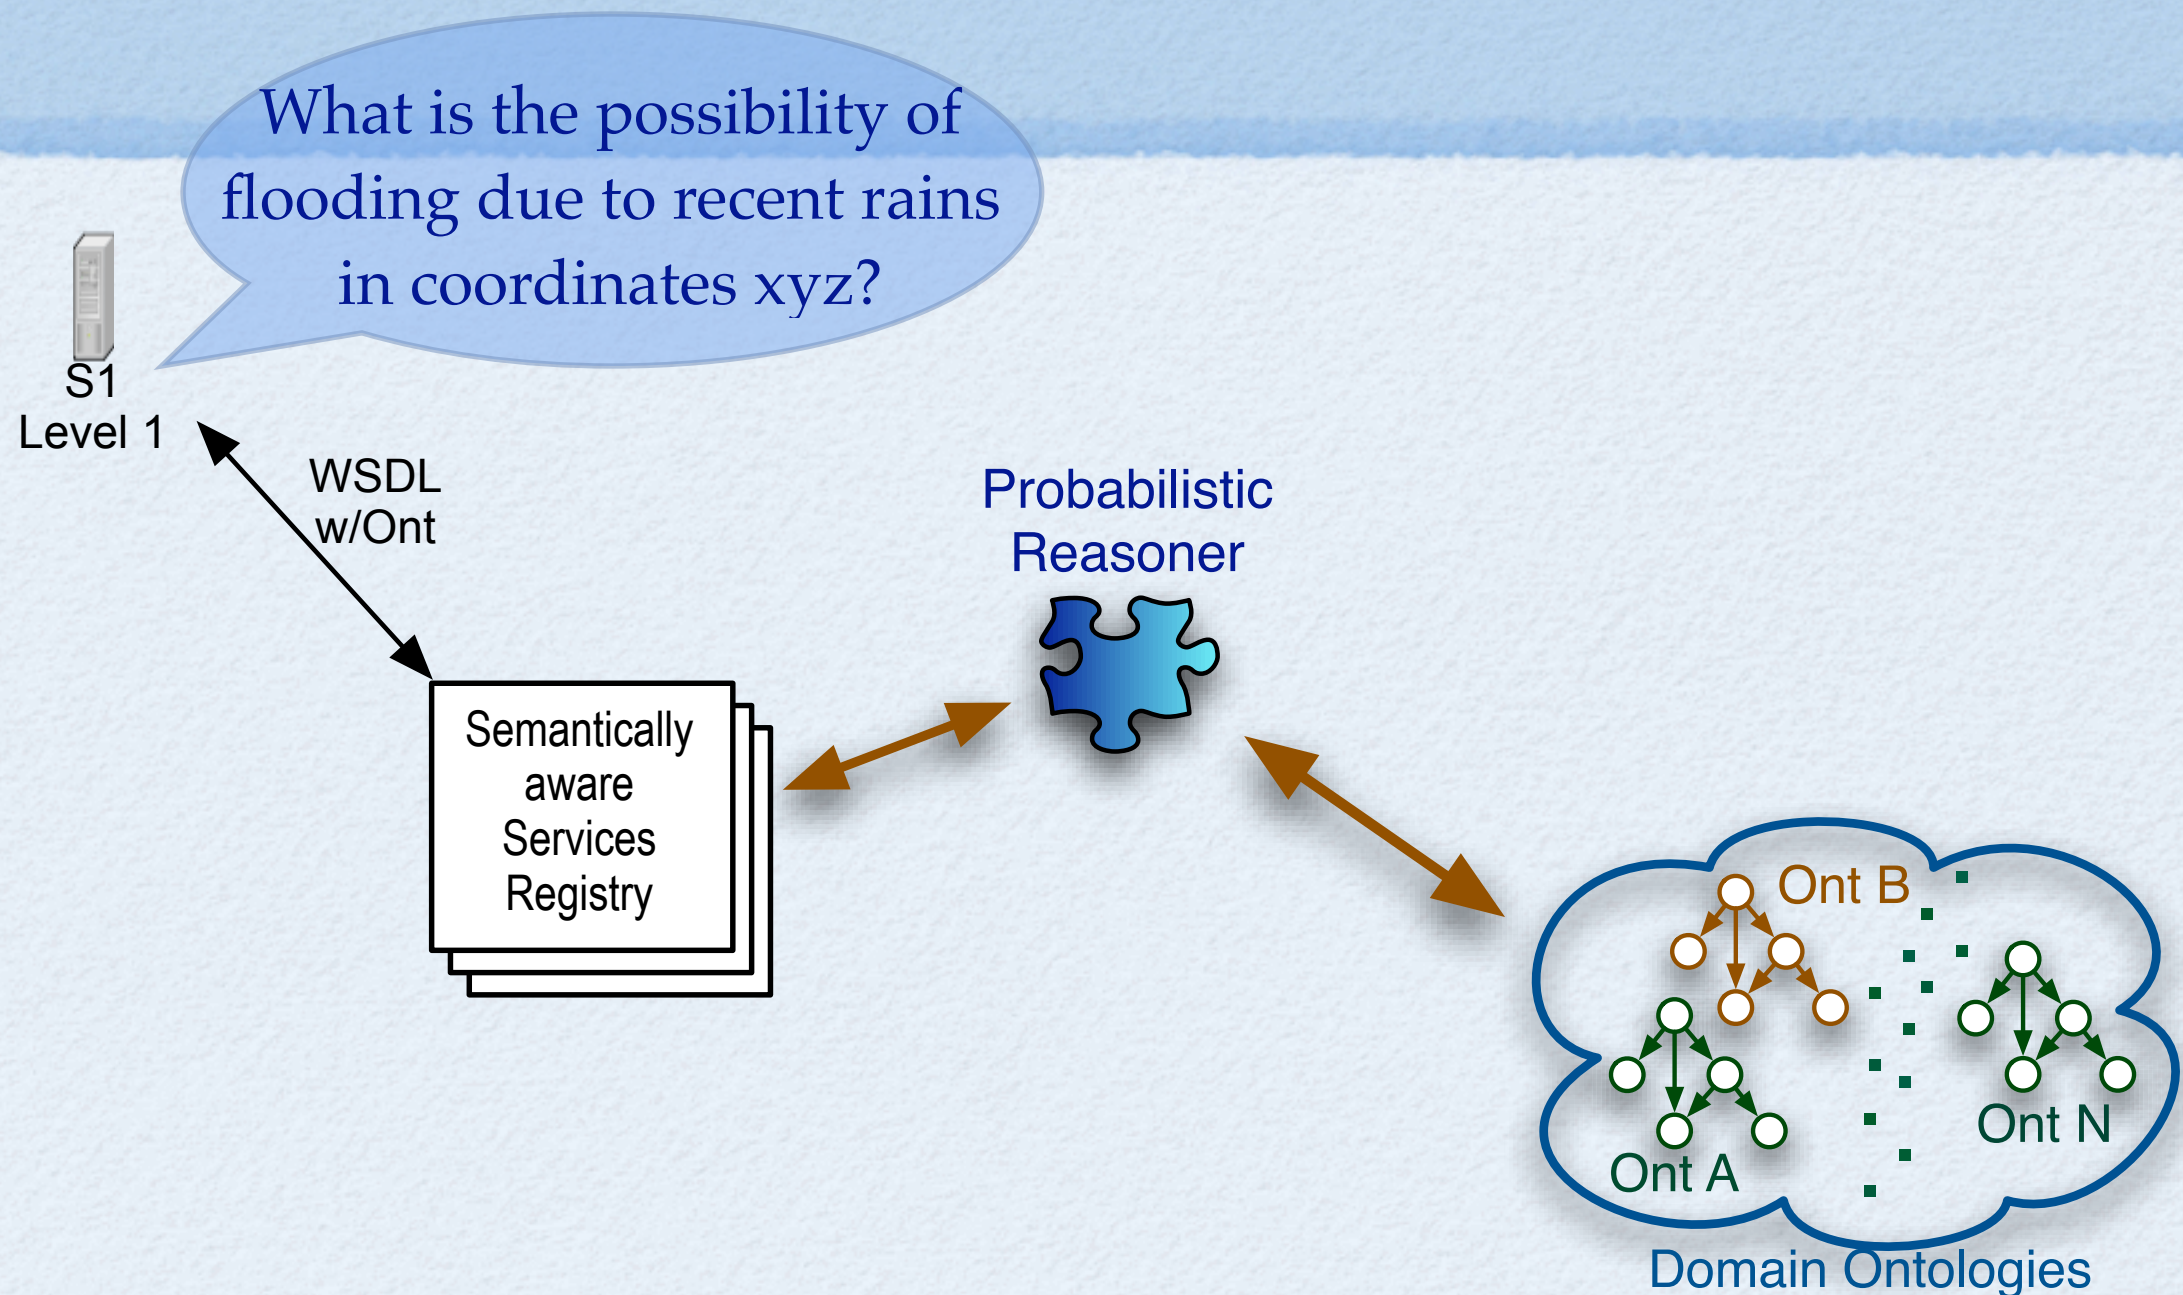 What is the possibility of
flooding due to recent rains
in coordinates xyz?
S1
Level 1
WSDL
w/Ont
Probabilistic
Reasoner
Semantically
aware
Services
Registry
Ont B
Ont N
Ont A
Domain Ontologies